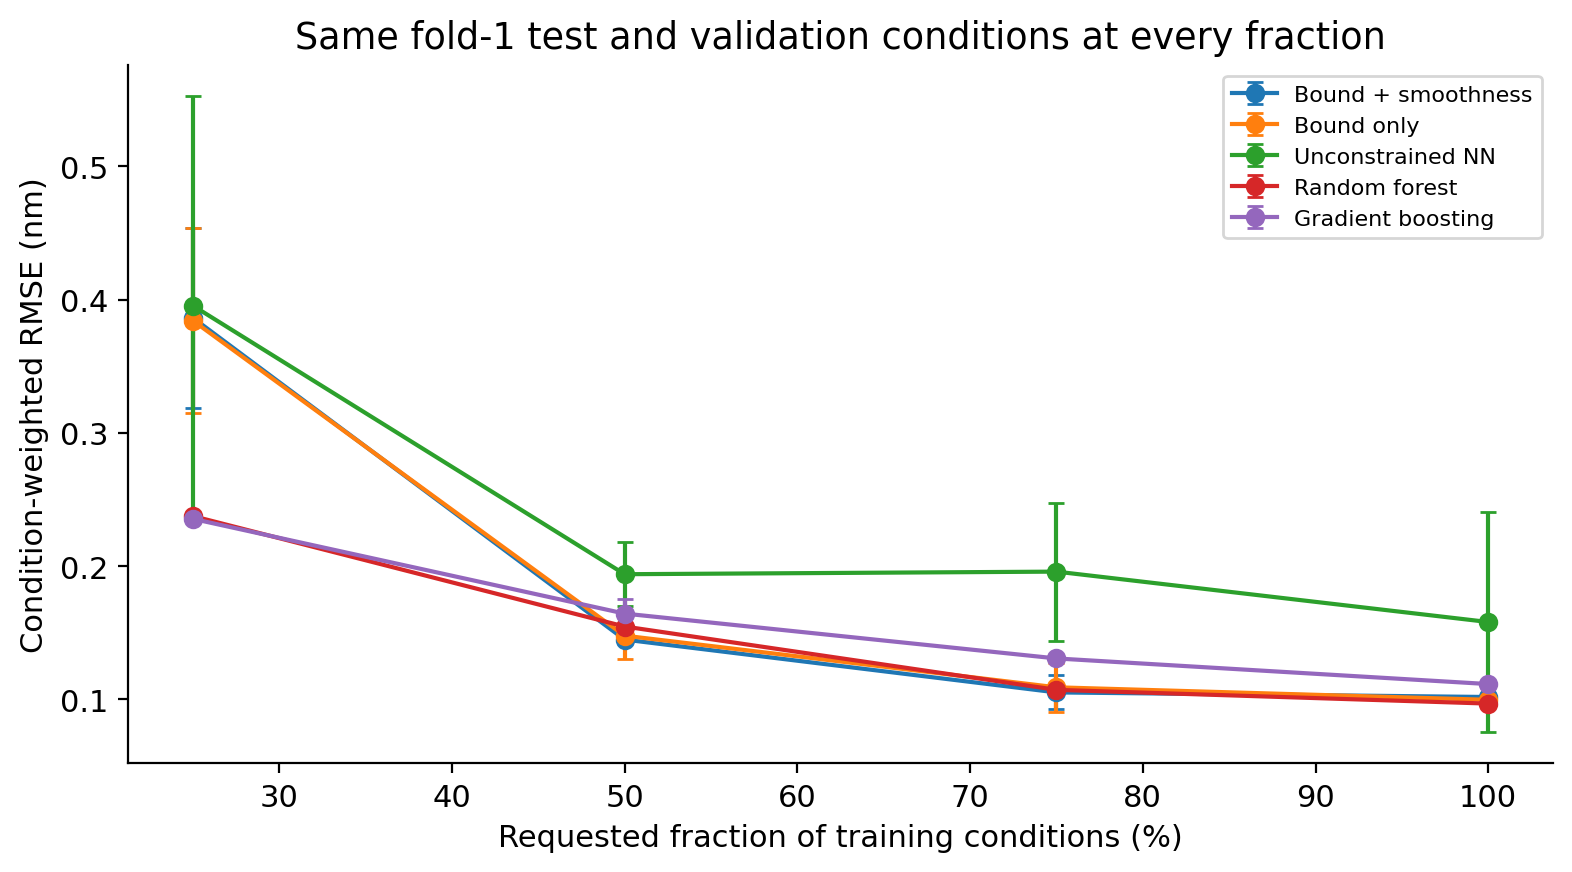 Same fold-1 test and validation conditions at every fraction
Bound + smoothness
Bound only
Unconstrained NN
Random forest
Gradient boosting
Condition-weighted RMSE (nm)
0.5
0.4
0.3
0.2
0.1
30 40 50 60 70 80 90 100
Requested fraction of training conditions (%)